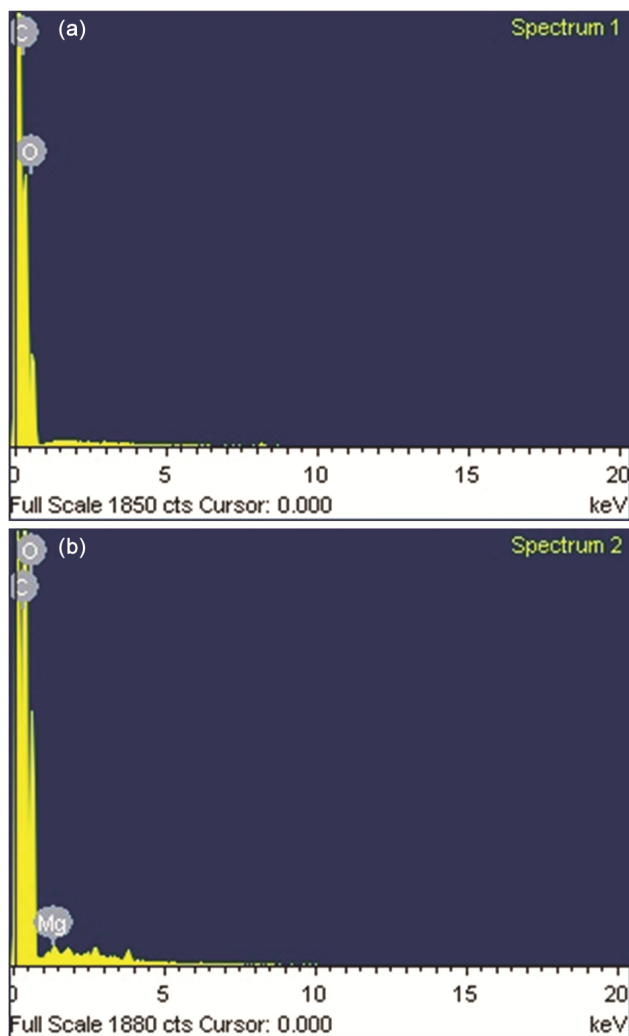 (a)
Spectrum 1
C
O
0 5 10 15 20
Full Scale 1850 cts Cursor: 0.000 keV
(b)
Spectrum 2
O
C
Mg
0 5 10 15 20
Full Scale 1880 cts Cursor: 0.000 keV